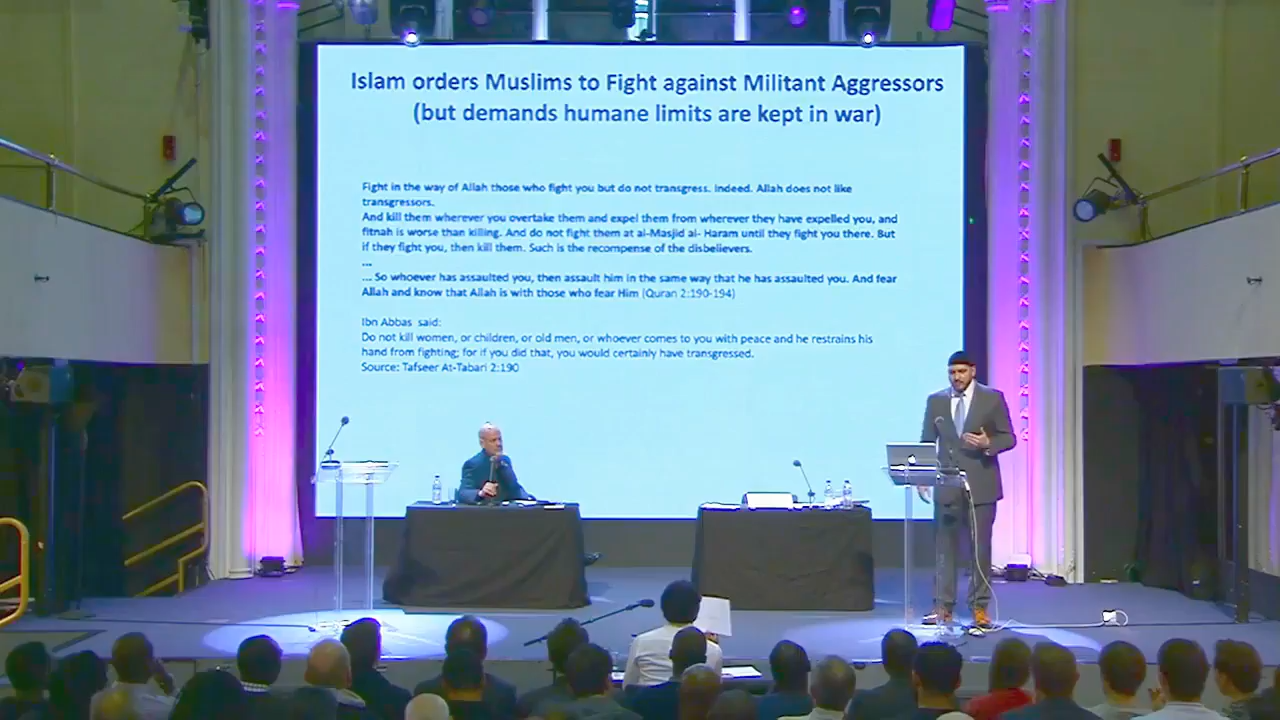 Islam orders Muslims to Fight against Militant Aggressors
(but demands humane limits are kept in war)
Fight in the way of Allah those who fight you but do not transgress. Indeed. Allah does not like
transgressors.
And kill them wherever you overtake them and expel them from wherever they have expelled you, and
fitnah is worse than killing. And do not fight them at al-Masjid al- Haram until they fight you there. But
if they fight you, then kill them. Such is the recompense of the disbelievers.
...
... So whoever has assaulted you, then assault him in the same way that he has assaulted you. And fear
Allah and know that Allah is with those who fear Him (Quran 2:190-194)
Ibn Abbas said:
Do not kill women, or children, or old men, or whoever comes to you with peace and he restrains his
hand from fighting; for if you did that, you would certainly have transgressed.
Source: Tafseer At-Tabari 2:190